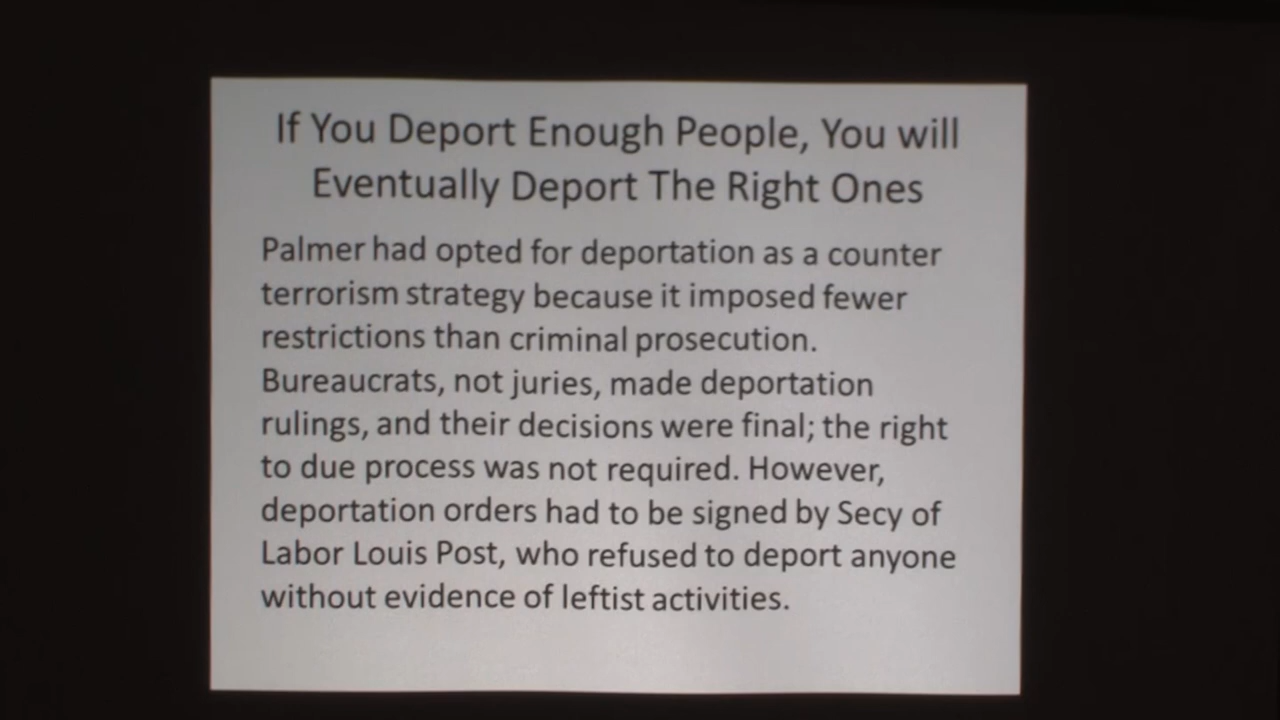 If You Deport Enough People, You will
Eventually Deport The Right Ones
Palmer had opted for deportation as a counter
terrorism strategy because it imposed fewer
restrictions than criminal prosecution.
Bureaucrats, not juries, made deportation
rulings, and their decisions were final; the right
to due process was not required. However,
deportation orders had to be signed by Secy of
Labor Louis Post, who refused to deport anyone
without evidence of leftist activities.